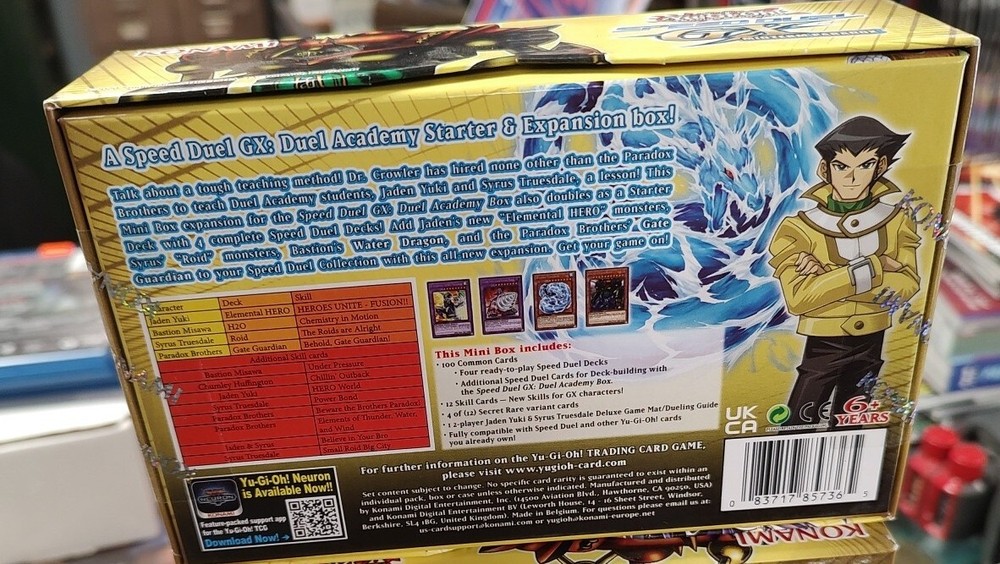 KONAMI
SPEED DUEL
GX
MIDTERM PARADOX
A Speed Duel GX: Duel Academy Starter & Expansion box!
Talk about a tough teaching method! Dr. Crowler has hired none other than the Paradox
Brothers to teach Duel Academy students, Jaden Yuki and Syrus Truesdale, a lesson! This
Mini Box expansion for the Speed Duel GX: Duel Academy Box also doubles as a Starter
Deck with 4 complete Speed Duel Decks! Add Jaden's new "Elemental HERO" monsters,
Syrus' "Roid" monsters, Bastion's Water Dragon, and the Paradox Brothers' Gate
Guardian to your Speed Duel Collection with this all-new expansion. Get your game on!
Character Deck Skill
Jaden Yuki Elemental HERO HEROES UNITE - FUSION!!
Bastion Misawa H2O Chemistry in Motion
Syrus Truesdale Roid The Roids are Alright
Paradox Brothers Gate Guardian Behold, Gate Guardian!
Additional Skill cards
Bastion Misawa Under Pressure
Chumley Huffington Chillin' Outback
Jaden Yuki HERO World
Syrus Truesdale Power Bond
Paradox Brothers Beware the Brothers Paradox!
Paradox Brothers Elements of Thunder, Water,
and Wind
Jaden & Syrus Believe in Your Bro
Syrus Truesdale Small Roid Big City
This Mini Box includes:
• 100 Common Cards
• Four ready-to-play Speed Duel Decks
• Additional Speed Duel Cards for Deck-building with
the Speed Duel GX: Duel Academy Box.
• 12 Skill Cards — New Skills for GX characters!
• 4 of (12) Secret Rare variant cards
• 1 2-player Jaden Yuki & Syrus Truesdale Deluxe Game Mat/Dueling Guide
• Fully compatible with Speed Duel and other Yu-Gi-Oh! cards
you already own!
UK
CA
CE
6+
YEARS
Yu-Gi-Oh! Neuron
is Available Now!!
KONAMI
Feature-packed support app
for the Yu-Gi-Oh! TCG
Download Now!
For further information on the Yu-Gi-Oh! TRADING CARD GAME,
please visit www.yugioh-card.com
Set content subject to change. No specific card rarity is guaranteed to exist within an
individual pack, box or case unless otherwise indicated. Manufactured and distributed
by Konami Digital Entertainment, Inc. (14500 Aviation Blvd., Hawthorne, CA 90250, USA)
and Konami Digital Entertainment BV (Leworth House, 14 - 16 Sheet Street, Windsor,
Berkshire, SL4 1BG, United Kingdom). Made in Belgium. For questions please email us at:
us-cardsupport@konami.com or yugioh@konami-europe.net
0 83717 85736 5
KONAMI